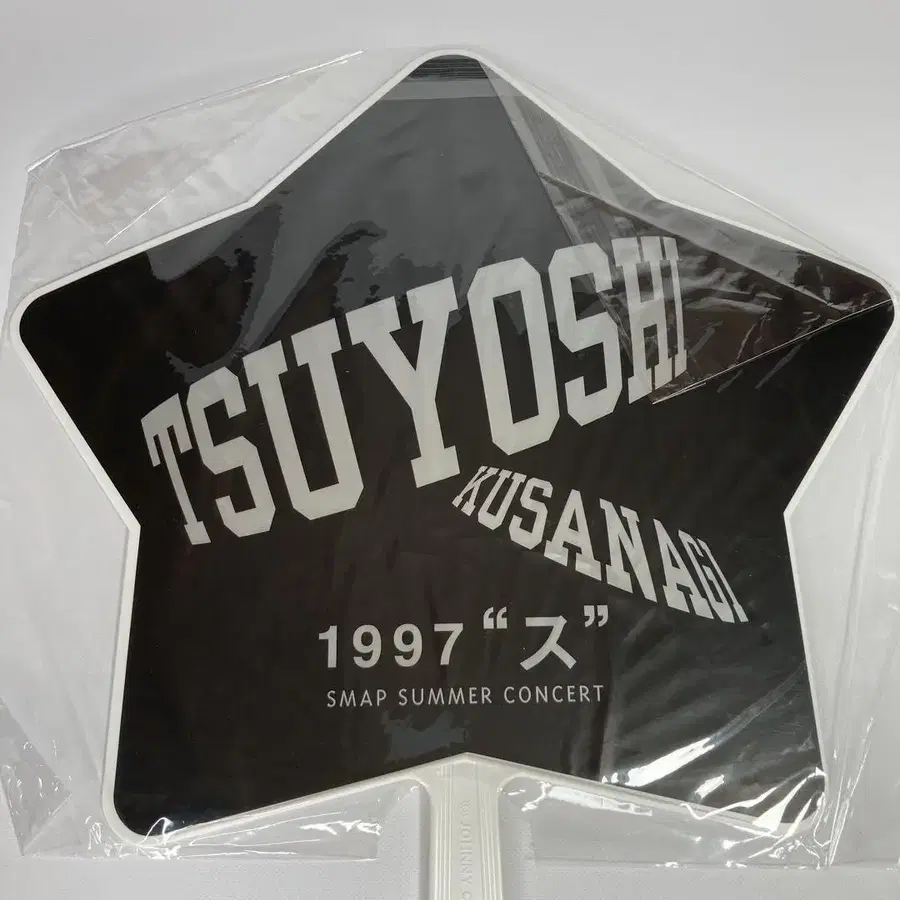 TSUYOSHI
KUSANAGI
1997 “ス”
SMAP SUMMER CONCERT